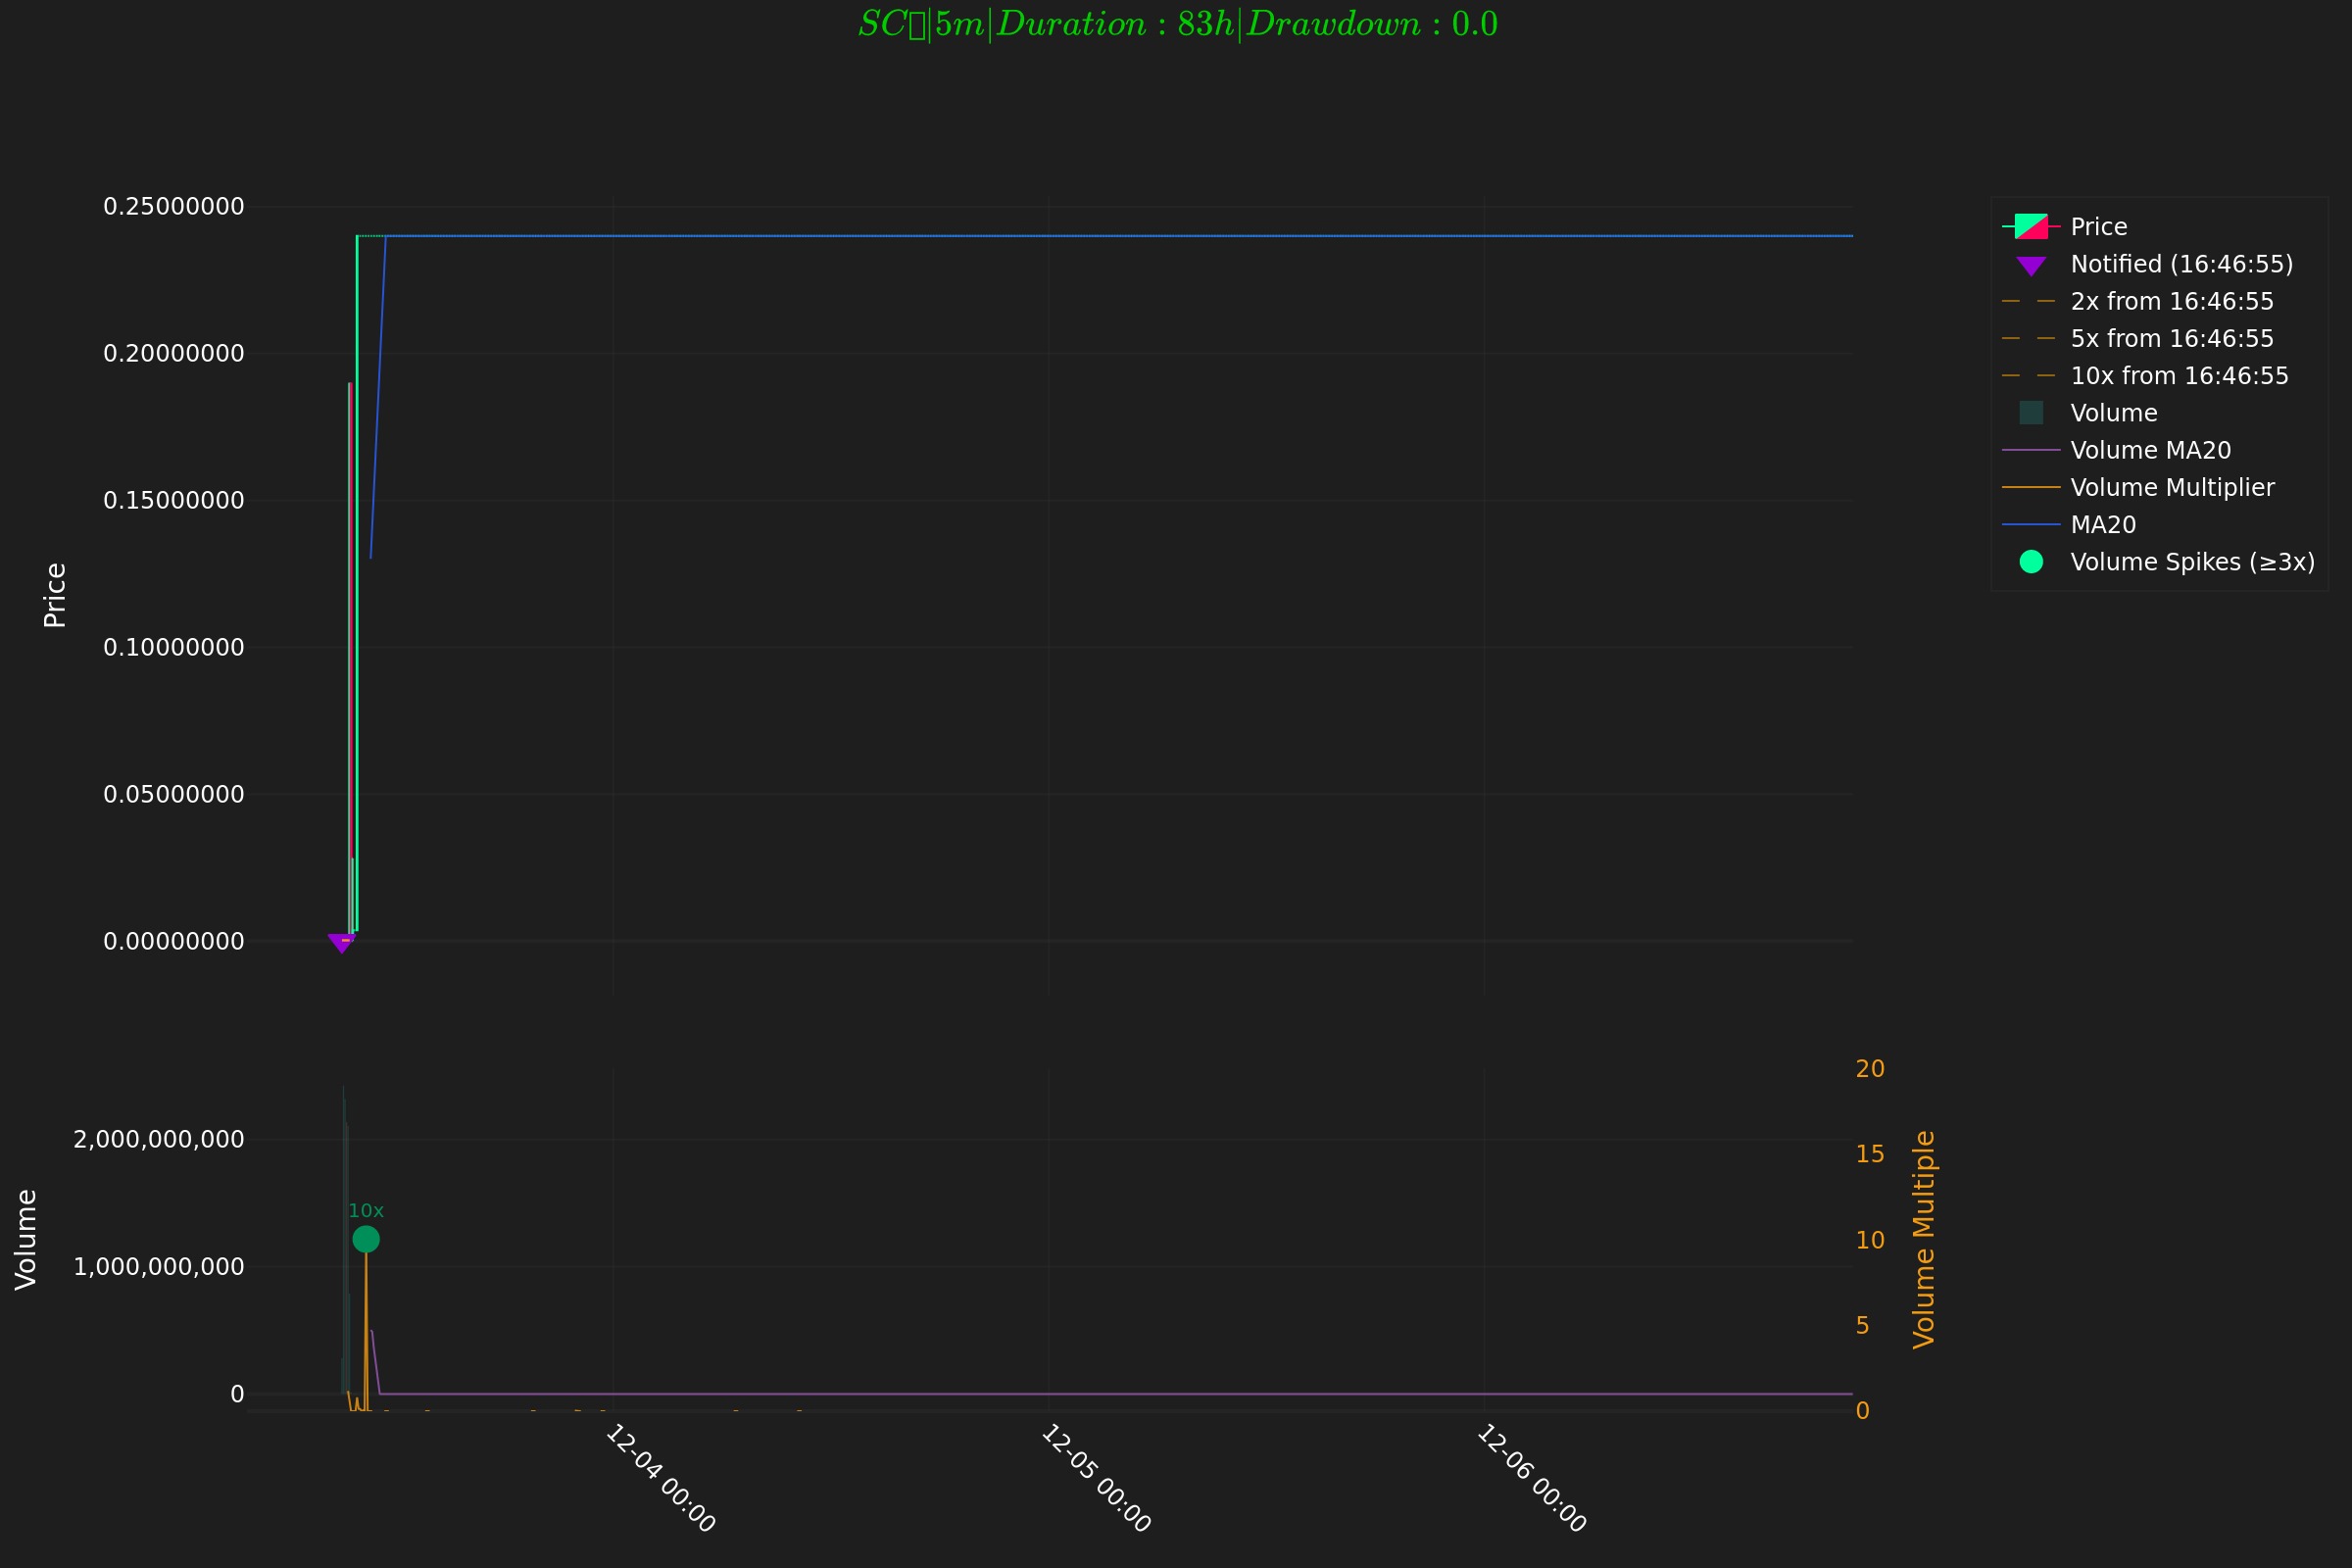 SC▯|5m|Duration : 83h|Drawdown : 0.0
0.25000000
0.20000000
0.15000000
0.10000000
0.05000000
0.00000000
Price
Price
Notified (16:46:55)
2x from 16:46:55
5x from 16:46:55
10x from 16:46:55
Volume
Volume MA20
Volume Multiplier
MA20
Volume Spikes (≥3x)
2,000,000,000
1,000,000,000
0
Volume
10x
20
15
10
5
0
Volume Multiple
12-04 00:00
12-05 00:00
12-06 00:00